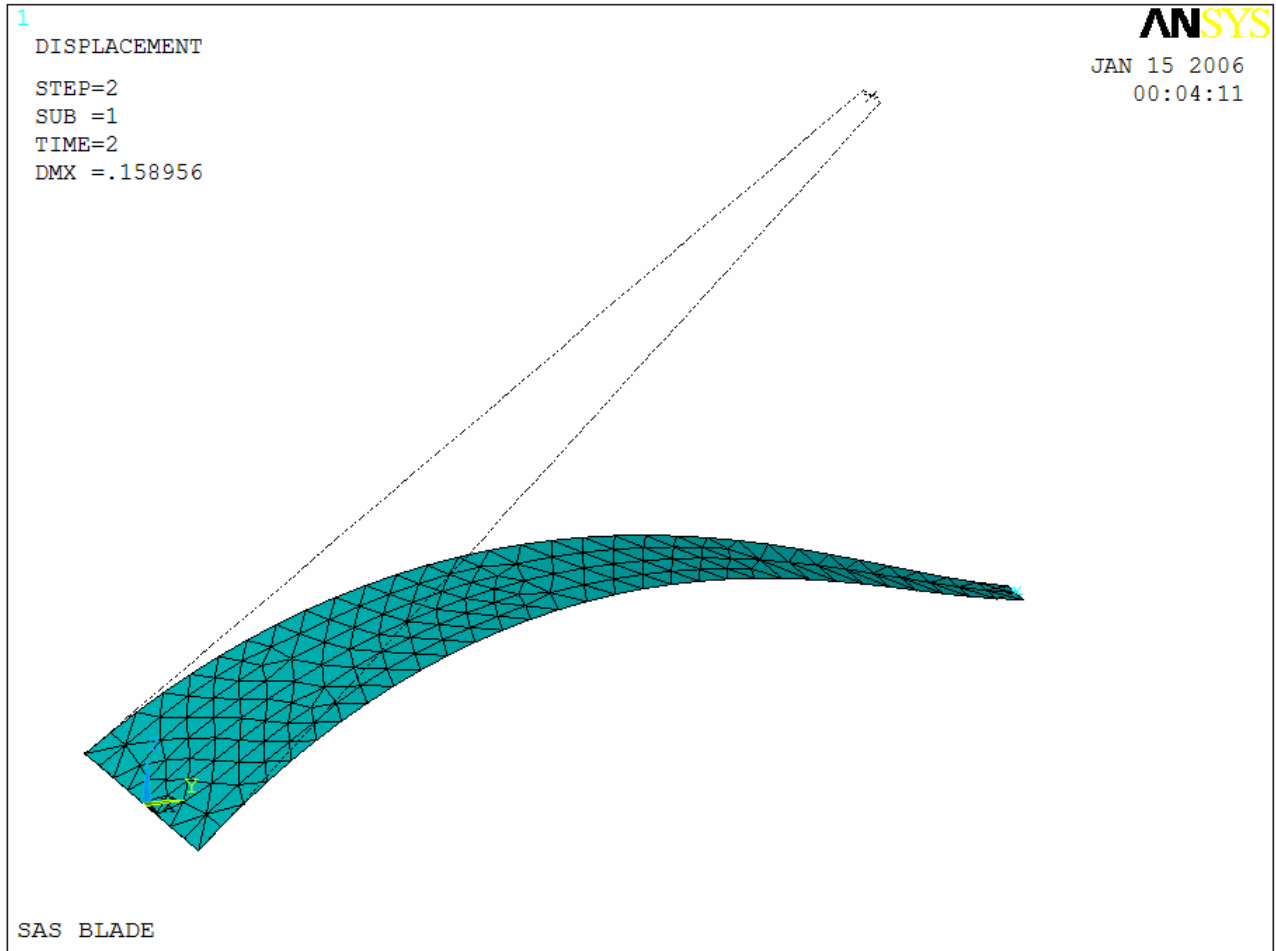 1
DISPLACEMENT
STEP=2
SUB =1
TIME=2
DMX =.158956
ANSYS
JAN 15 2006
00:04:11
Y
SAS BLADE